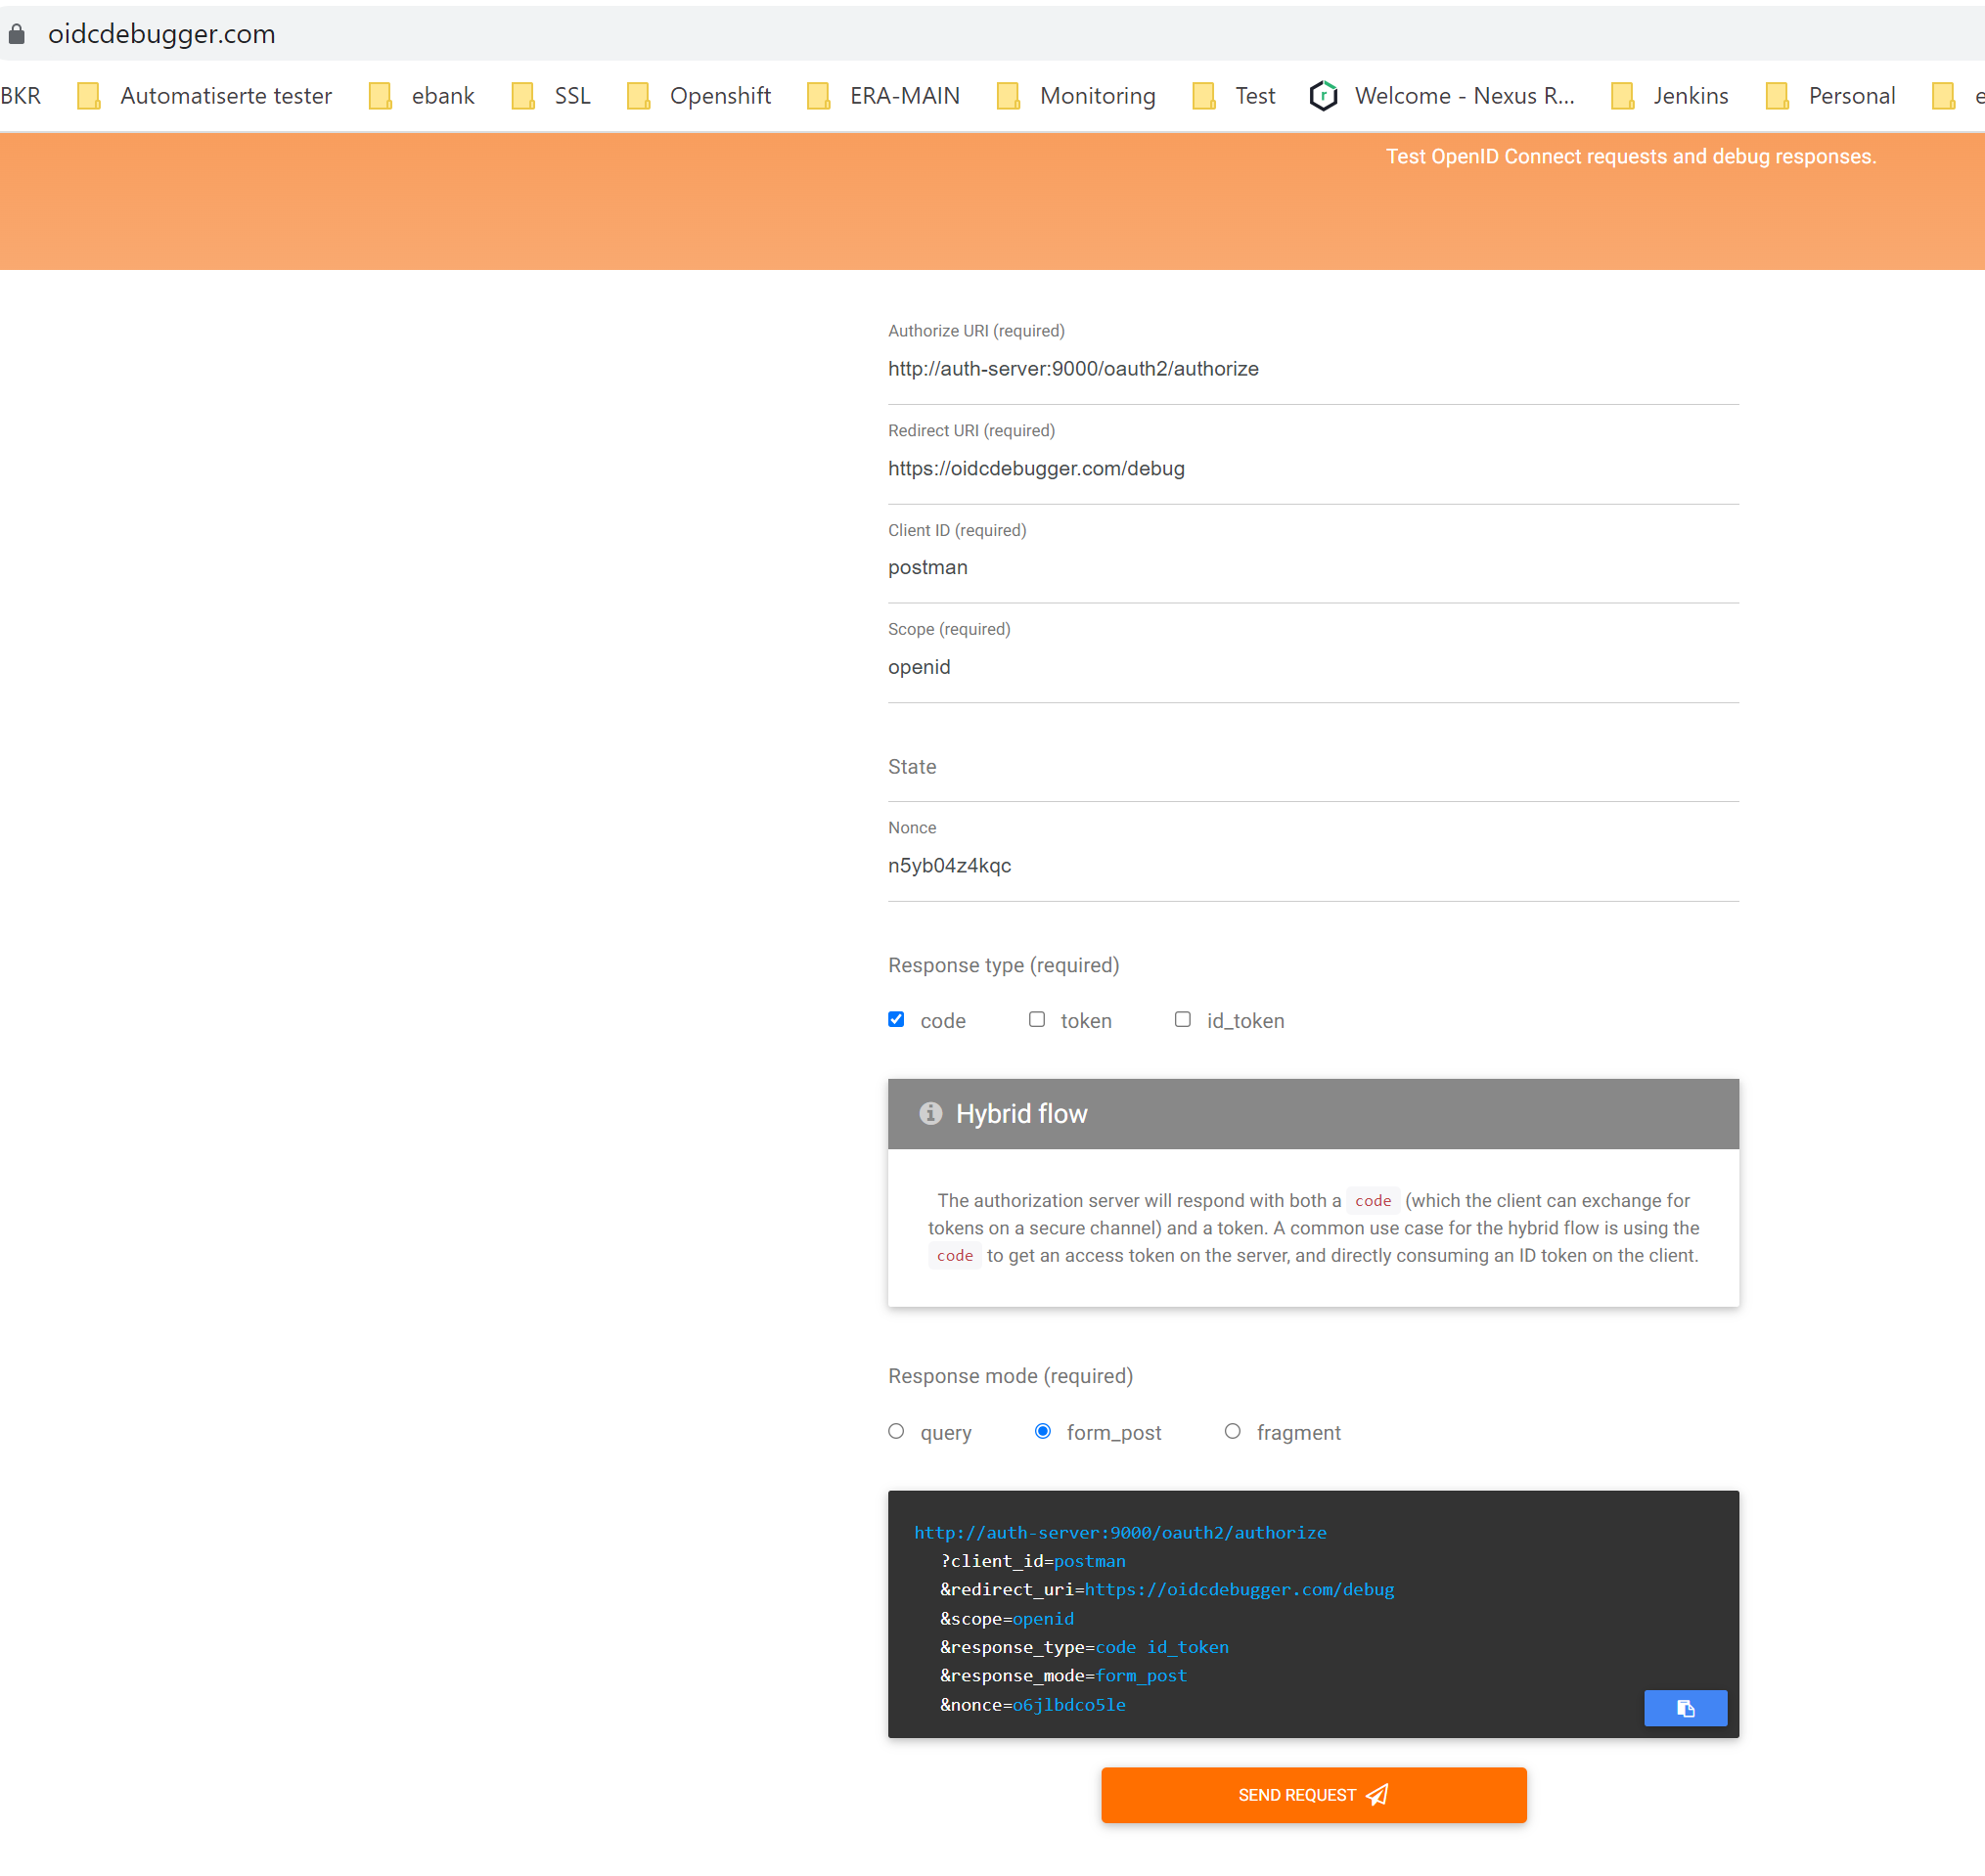 oidcdebugger.com
BKR Automatiserte tester ebank SSL Openshift ERA-MAIN Monitoring Test Welcome - Nexus R... Jenkins Personal
Test OpenID Connect requests and debug responses.
Authorize URI (required)
http://auth-server:9000/oauth2/authorize
Redirect URI (required)
https://oidcdebugger.com/debug
Client ID (required)
postman
Scope (required)
openid
State
Nonce
n5yb04z4kqc
Response type (required)
code token id_token
Hybrid flow
The authorization server will respond with both a code (which the client can exchange for
tokens on a secure channel) and a token. A common use case for the hybrid flow is using the
code to get an access token on the server, and directly consuming an ID token on the client.
Response mode (required)
query form_post fragment
http://auth-server:9000/oauth2/authorize
?client_id=postman
&redirect_uri=https://oidcdebugger.com/debug
&scope=openid
&response_type=code id_token
&response_mode=form_post
&nonce=o6jlbdco5le
SEND REQUEST